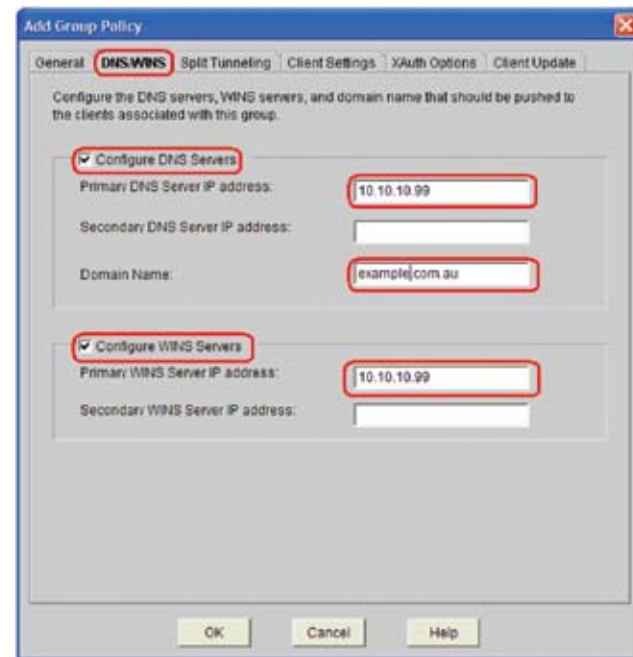 Add Group Policy
General DNS/WINS Split Tunneling Client Settings XAuth Options Client Update
Configure the DNS servers, WINS servers, and domain name that should be pushed to
the clients associated with this group.
Configure DNS Servers
Primary DNS Server IP address: 10.10.10.99
Secondary DNS Server IP address:
Domain Name: example.com.au
Configure WINS Servers
Primary WINS Server IP address: 10.10.10.99
Secondary WINS Server IP address:
OK Cancel Help